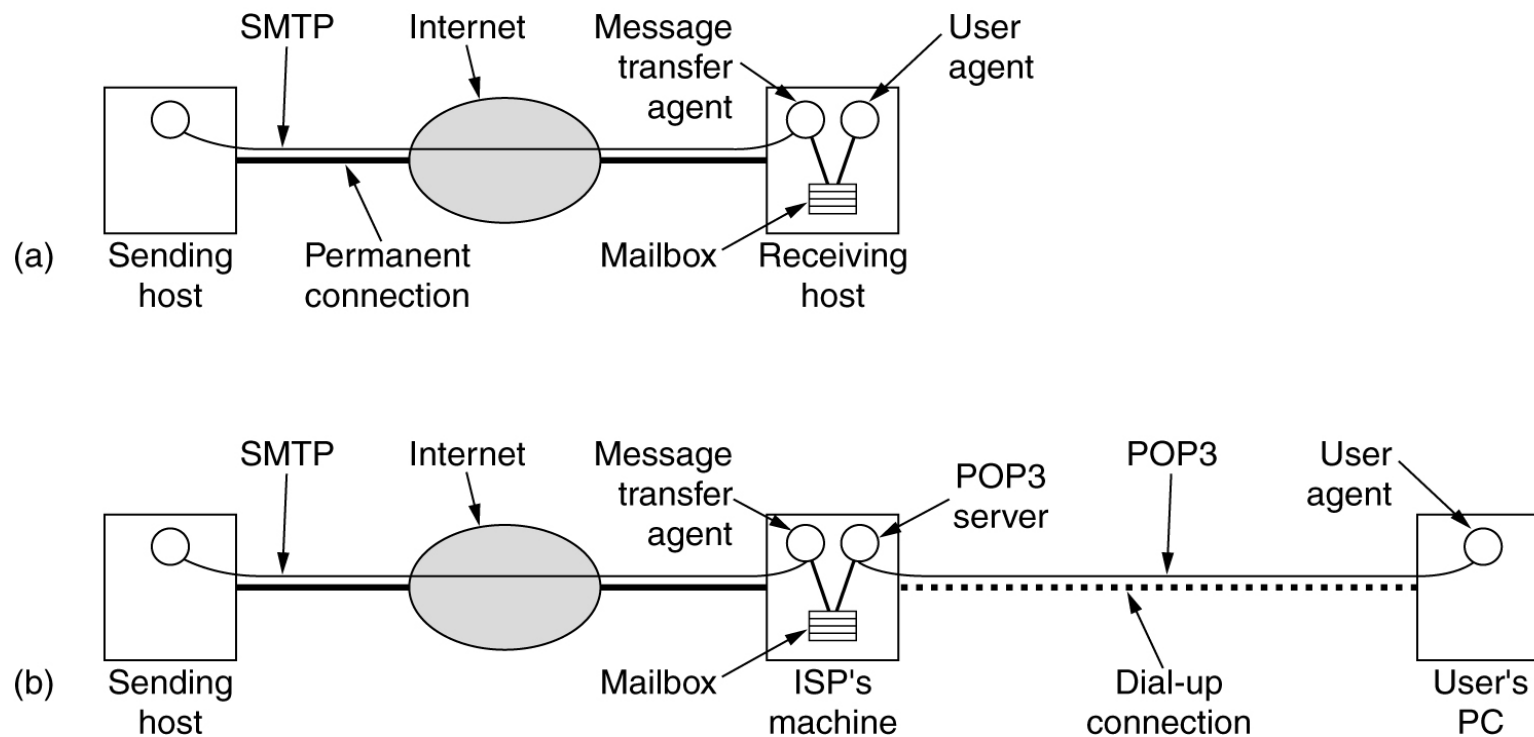 SMTP
Internet
Message
transfer
agent
User
agent
(a)
Sending
host
Permanent
connection
Mailbox
Receiving
host
SMTP
Internet
Message
transfer
agent
POP3
server
POP3
User
agent
(b)
Sending
host
Mailbox
ISP's
machine
Dial-up
connection
User's
PC